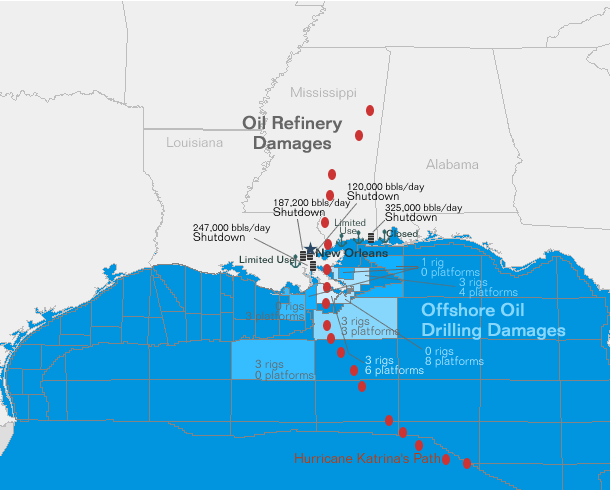 Mississippi
Oil Refinery
Damages
Louisiana
Alabama
120,000 bbls/day
Shutdown
187,200 bbls/day
Shutdown
325,000 bbls/day
Shutdown
247,000 bbls/day
Shutdown
Limited
Use
Closed
New Orleans
Limited Use
1 rig
0 platforms
3 rigs
4 platforms
0 rigs
3 platforms
Offshore Oil
Drilling Damages
3 rigs
3 platforms
0 rigs
8 platforms
3 rigs
6 platforms
3 rigs
0 platforms
Hurricane Katrina's Path